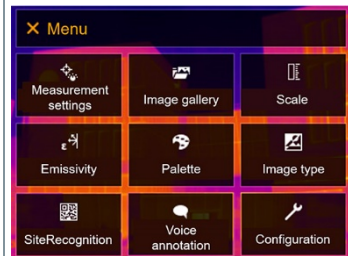 ✕ Menu
Measurement
settings
Image gallery
Scale
ε
Emissivity
Palette
Image type
SiteRecognition
Voice
annotation
Configuration